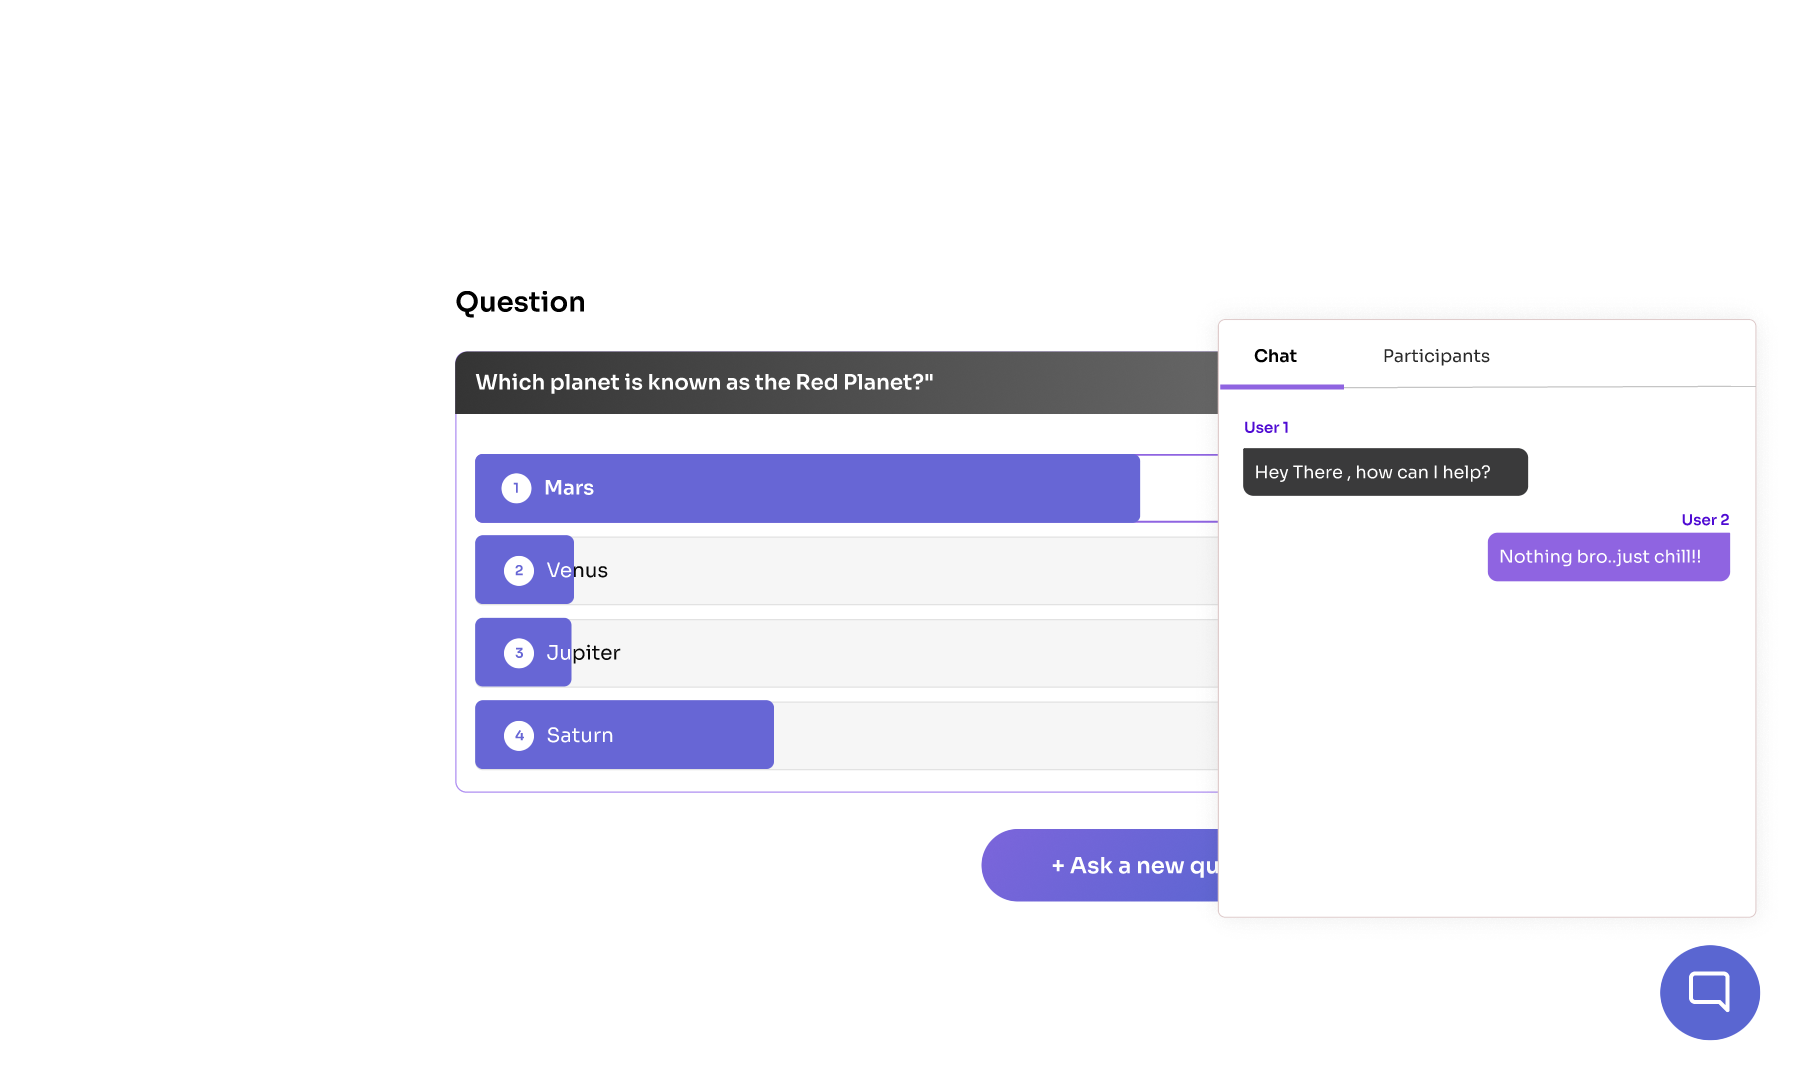 Question
Which planet is known as the Red Planet?"
1 Mars
2 Venus
3 Jupiter
4 Saturn
+ Ask a new qu
Chat Participants
User 1
Hey There , how can I help?
User 2
Nothing bro..just chill!!